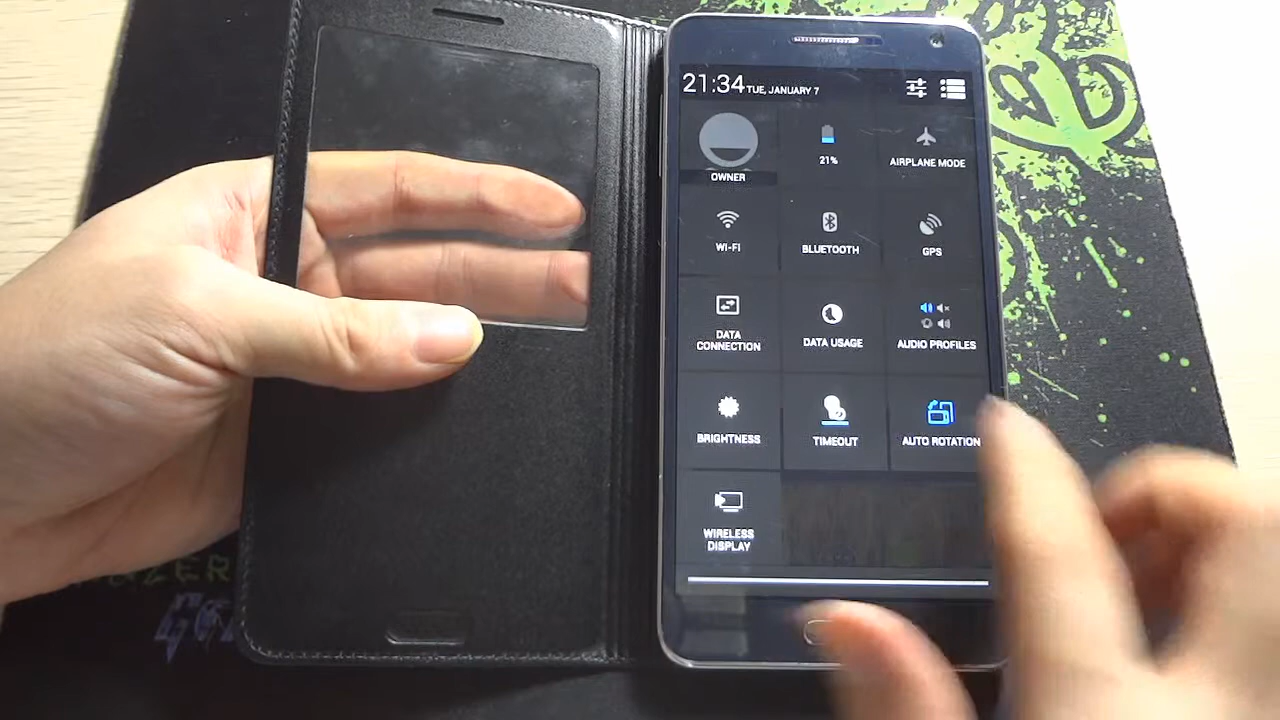 21:34 TUE, JANUARY 7
OWNER
21%
AIRPLANE MODE
WI-FI
BLUETOOTH
GPS
DATA
CONNECTION
DATA USAGE
AUDIO PROFILES
BRIGHTNESS
TIMEOUT
AUTO ROTATION
WIRELESS
DISPLAY